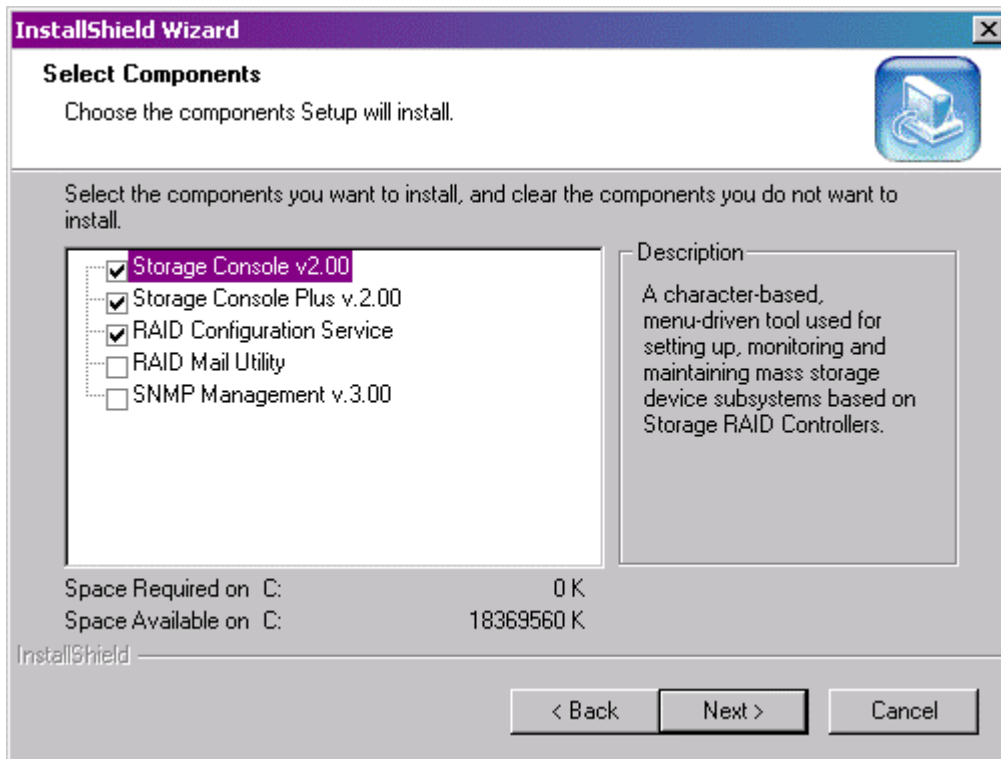 InstallShield Wizard
Select Components
Choose the components Setup will install.
Select the components you want to install, and clear the components you do not want to
install.
Storage Console v2.00
Storage Console Plus v.2.00
RAID Configuration Service
RAID Mail Utility
SNMP Management v.3.00
Description
A character-based,
menu-driven tool used for
setting up, monitoring and
maintaining mass storage
device subsystems based on
Storage RAID Controllers.
Space Required on C: 0 K
Space Available on C: 18369560 K
InstallShield
< Back Next > Cancel